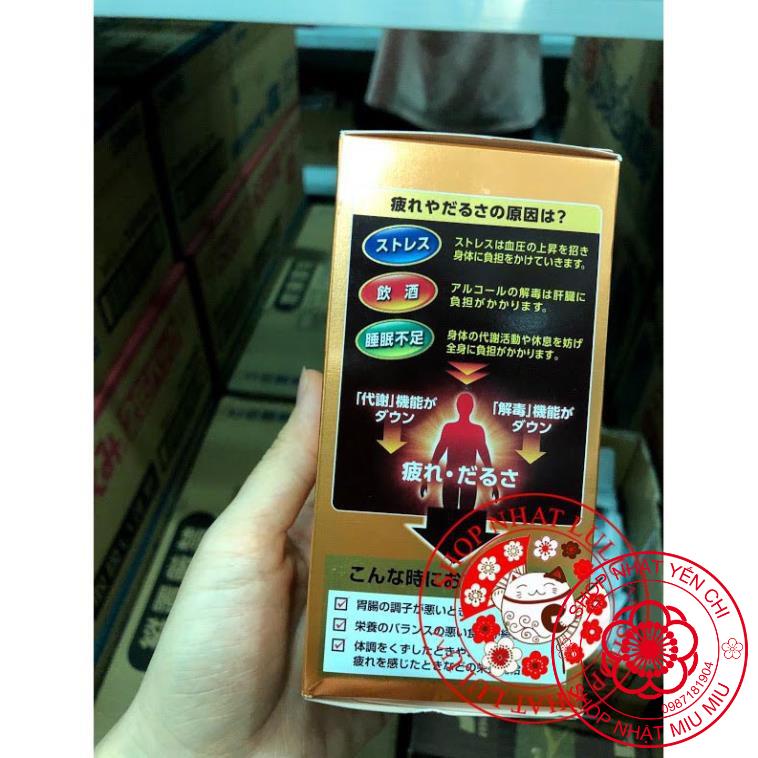 疲れやだるさの原因は?
ストレス
ストレスは血圧の上昇を招き
身体に負担をかけていきます。
飲酒
アルコールの解毒は肝臓に
負担がかかります。
睡眠不足
身体の代謝活動や休息を妨げ
全身に負担がかかります。
「代謝」機能が
ダウン
「解毒」機能が
ダウン
疲れ・だるさ
こんな時にお
胃腸の調子が悪いとき
栄養のバランスの悪い食
体調をくずしたときや、
疲れを感じたときなどの栄
SHOP NHẬT YẾN CHI
0987181904
SHOP NHẬT MIU MIU